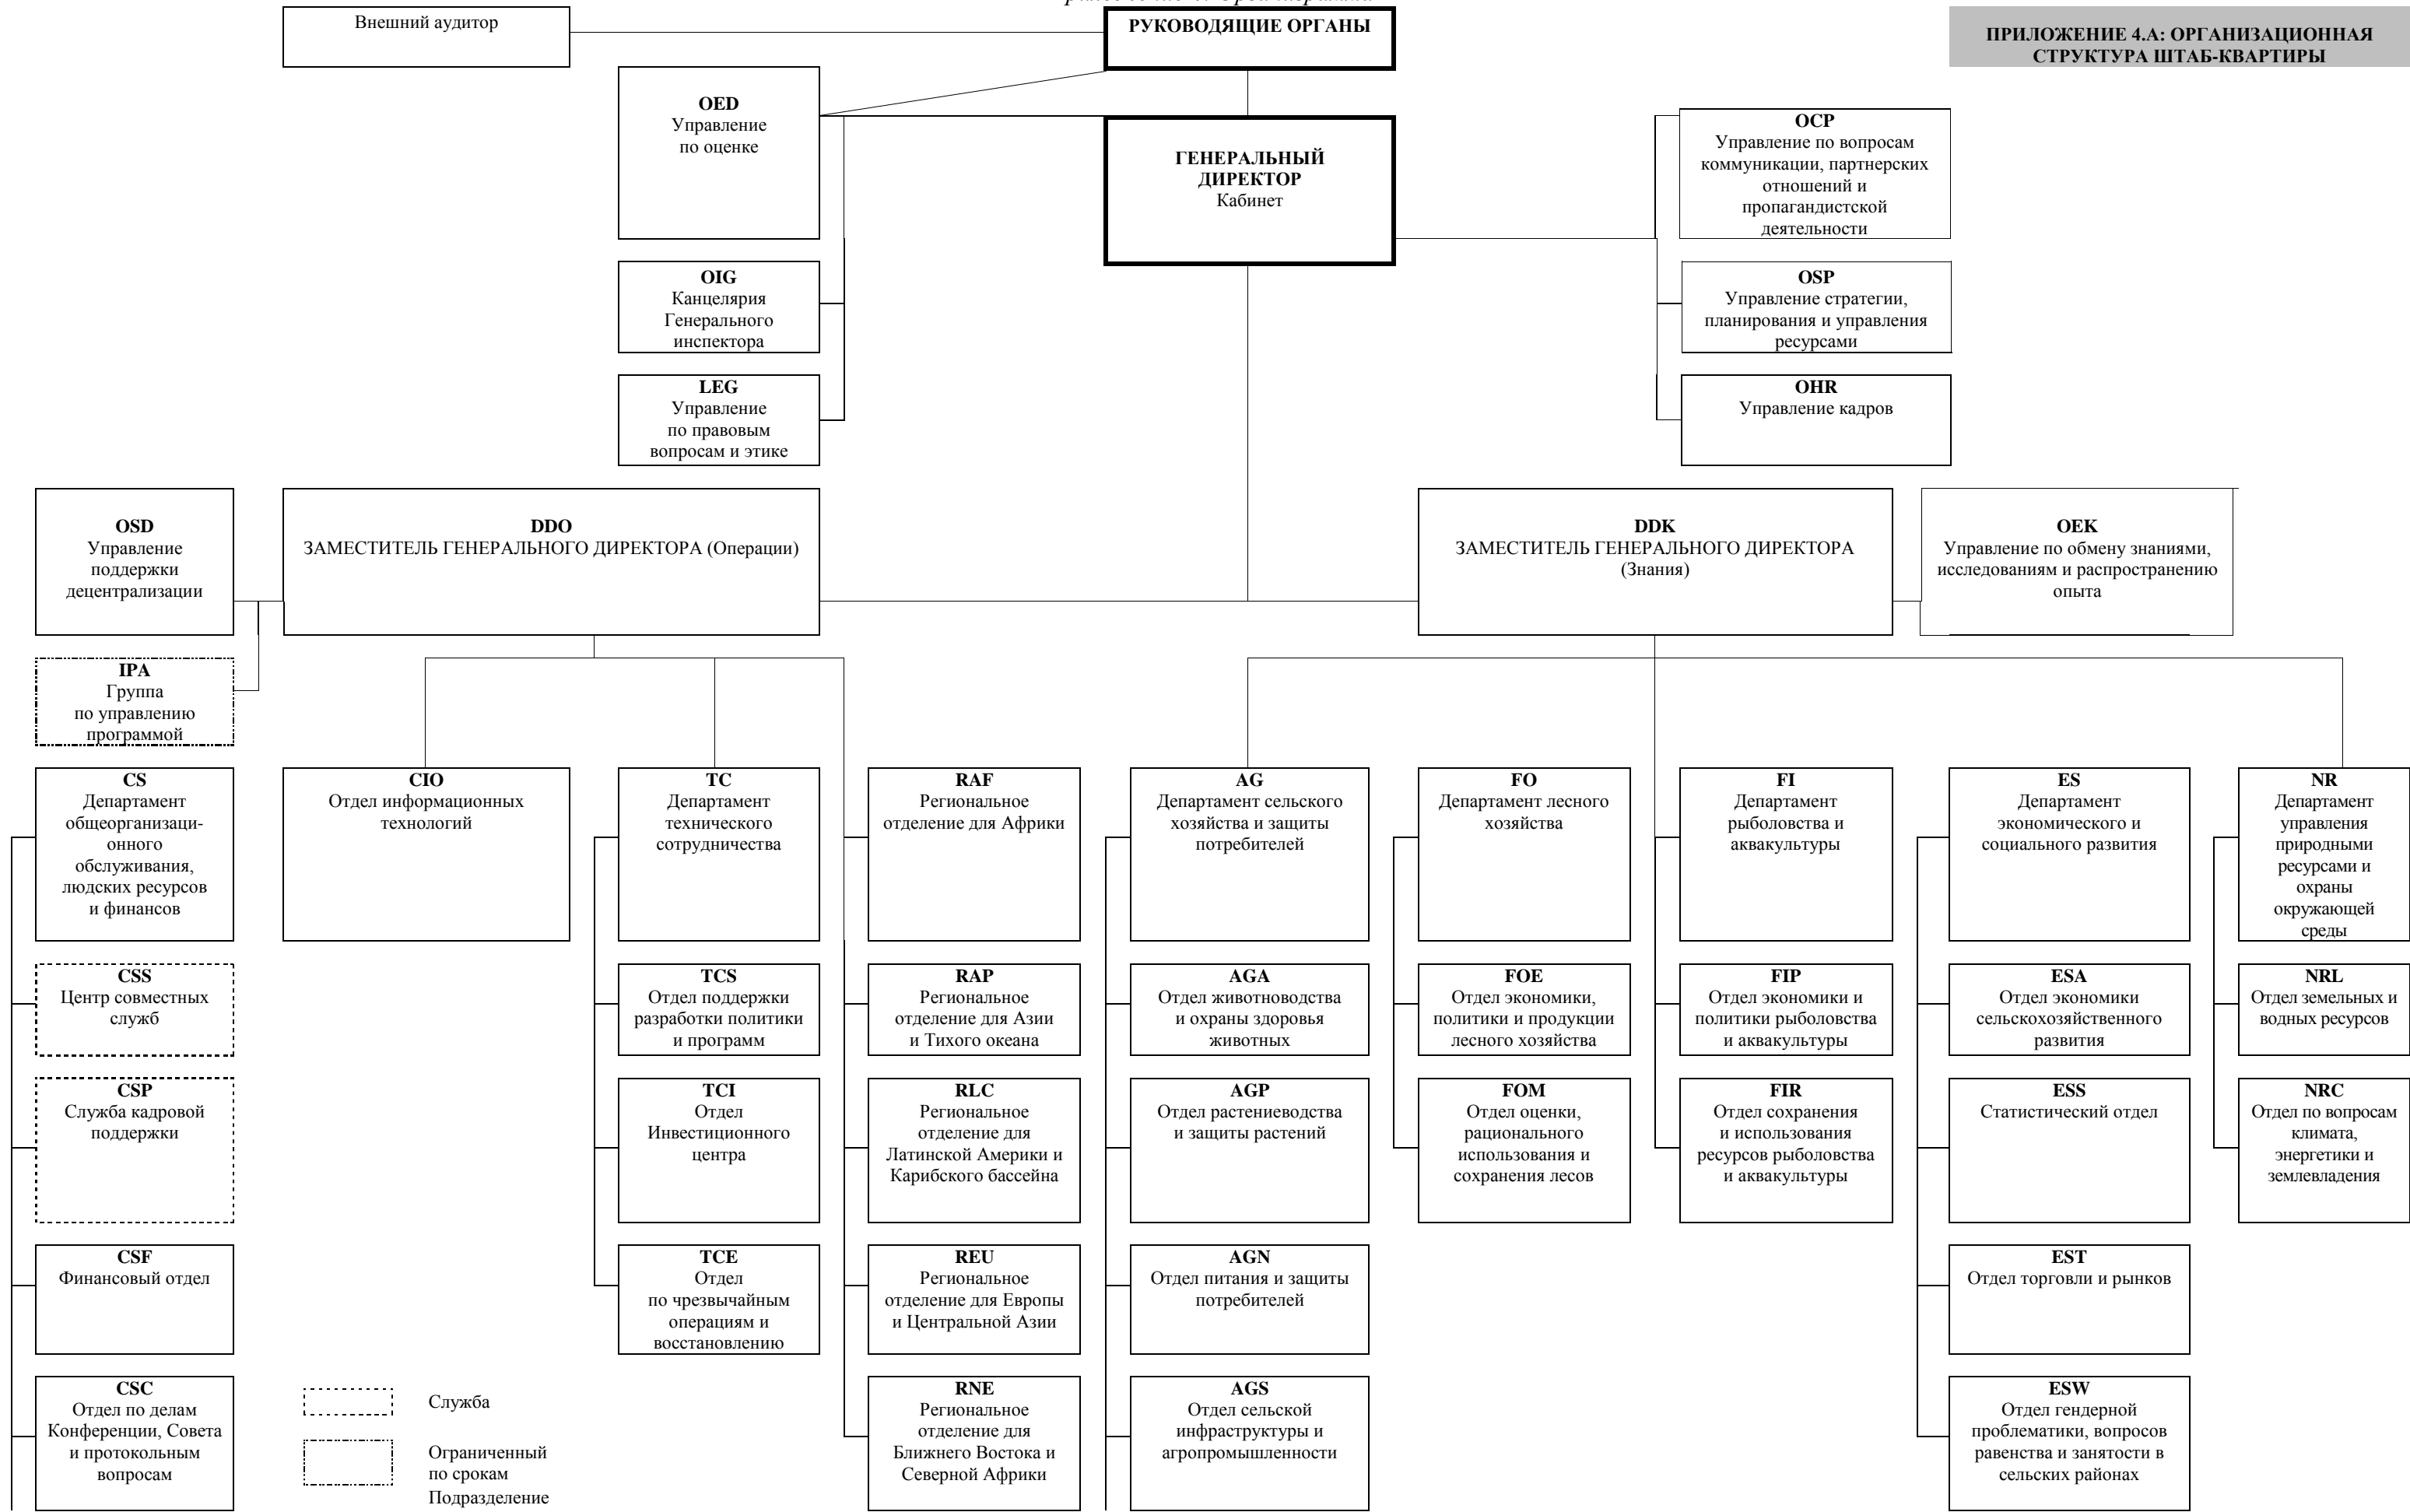 Внешний аудитор
РУКОВОДЯЩИЕ ОРГАНЫ
ПРИЛОЖЕНИЕ 4.А: ОРГАНИЗАЦИОННАЯ
СТРУКТУРА ШТАБ-КВАРТИРЫ
OED
Управление
по оценке
ГЕНЕРАЛЬНЫЙ
ДИРЕКТОР
Кабинет
OCP
Управление по вопросам
коммуникации, партнерских
отношений и
пропагандистской
деятельности
OIG
Канцелярия
Генерального
инспектора
OSP
Управление стратегии,
планирования и управления
ресурсами
LEG
Управление
по правовым
вопросам и этике
OHR
Управление кадров
OSD
Управление
поддержки
децентрализации
DDO
ЗАМЕСТИТЕЛЬ ГЕНЕРАЛЬНОГО ДИРЕКТОРА (Операции)
DDK
ЗАМЕСТИТЕЛЬ ГЕНЕРАЛЬНОГО ДИРЕКТОРА
(Знания)
OEK
Управление по обмену знаниями,
исследованиям и распространению
опыта
IPA
Группа
по управлению
программой
CS
Департамент
общеорганизаци-
онного
обслуживания,
людских ресурсов
и финансов
CIO
Отдел информационных
технологий
TC
Департамент
технического
сотрудничества
RAF
Региональное
отделение для Африки
AG
Департамент сельского
хозяйства и защиты
потребителей
FO
Департамент лесного
хозяйства
FI
Департамент
рыболовства и
аквакультуры
ES
Департамент
экономического и
социального развития
NR
Департамент
управления
природными
ресурсами и
охраны
окружающей
среды
CSS
Центр совместных
служб
TCS
Отдел поддержки
разработки политики
и программ
RAP
Региональное
отделение для Азии
и Тихого океана
AGA
Отдел животноводства
и охраны здоровья
животных
FOE
Отдел экономики,
политики и продукции
лесного хозяйства
FIP
Отдел экономики и
политики рыболовства
и аквакультуры
ESA
Отдел экономики
сельскохозяйственного
развития
NRL
Отдел земельных и
водных ресурсов
CSP
Служба кадровой
поддержки
TCI
Отдел
Инвестиционного
центра
RLC
Региональное
отделение для
Латинской Америки и
Карибского бассейна
AGP
Отдел растениеводства
и защиты растений
FOM
Отдел оценки,
рационального
использования и
сохранения лесов
FIR
Отдел сохранения
и использования
ресурсов рыболовства
и аквакультуры
ESS
Статистический отдел
NRC
Отдел по вопросам
климата,
энергетики и
землевладения
CSF
Финансовый отдел
TCE
Отдел
по чрезвычайным
операциям и
восстановлению
REU
Региональное
отделение для Европы
и Центральной Азии
AGN
Отдел питания и защиты
потребителей
EST
Отдел торговли и рынков
CSC
Отдел по делам
Конференции, Совета
и протокольным
вопросам
Служба
Ограниченный
по срокам
Подразделение
RNE
Региональное
отделение для
Ближнего Востока и
Северной Африки
AGS
Отдел сельской
инфраструктуры и
агропромышленности
ESW
Отдел гендерной
проблематики, вопросов
равенства и занятости в
сельских районах